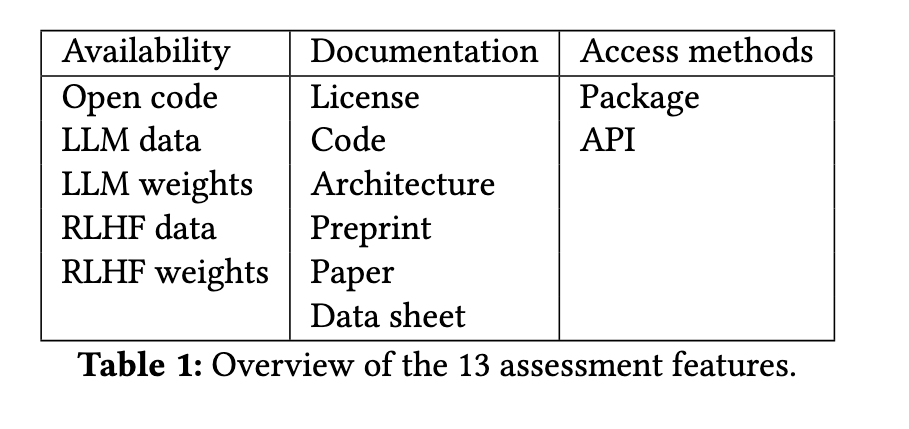 Availability Documentation Access methods
Open code License Package
LLM data Code API
LLM weights Architecture
RLHF data Preprint
RLHF weights Paper
Data sheet
Table 1: Overview of the 13 assessment features.